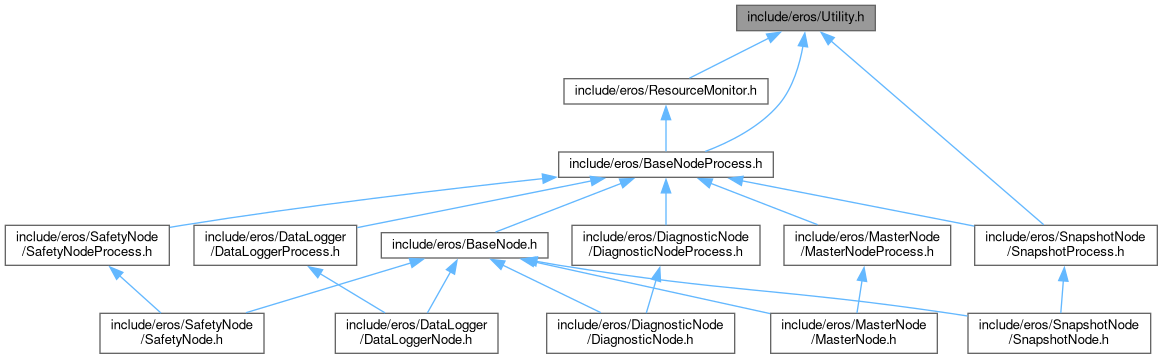 include/eros/Utility.h
include/eros/ResourceMonitor.h
include/eros/BaseNodeProcess.h
include/eros/SafetyNode
/SafetyNodeProcess.h
include/eros/DataLogger
/DataLoggerProcess.h
include/eros/BaseNode.h
include/eros/DiagnosticNode
/DiagnosticNodeProcess.h
include/eros/MasterNode
/MasterNodeProcess.h
include/eros/SnapshotNode
/SnapshotProcess.h
include/eros/SafetyNode
/SafetyNode.h
include/eros/DataLogger
/DataLoggerNode.h
include/eros/DiagnosticNode
/DiagnosticNode.h
include/eros/MasterNode
/MasterNode.h
include/eros/SnapshotNode
/SnapshotNode.h